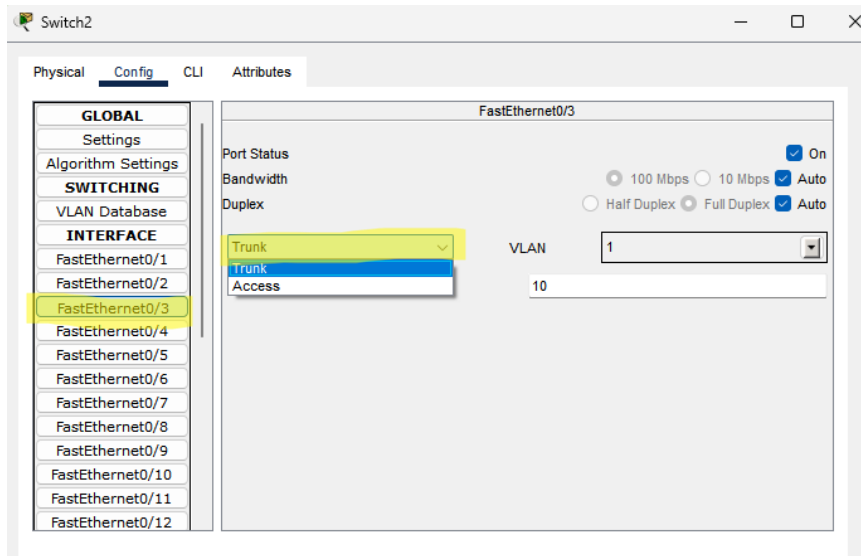 Switch2
Physical Config CLI Attributes
GLOBAL
Settings
Algorithm Settings
SWITCHING
VLAN Database
INTERFACE
FastEthernet0/1
FastEthernet0/2
FastEthernet0/3
FastEthernet0/4
FastEthernet0/5
FastEthernet0/6
FastEthernet0/7
FastEthernet0/8
FastEthernet0/9
FastEthernet0/10
FastEthernet0/11
FastEthernet0/12
FastEthernet0/3
Port Status On
Bandwidth 100 Mbps 10 Mbps Auto
Duplex Half Duplex Full Duplex Auto
Trunk VLAN 1
Trunk
Access 10